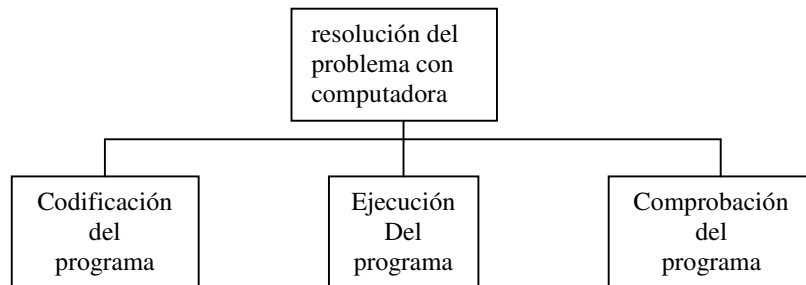 resolución del
problema con
computadora
Codificación
del
programa
Ejecución
Del
programa
Comprobación
del
programa